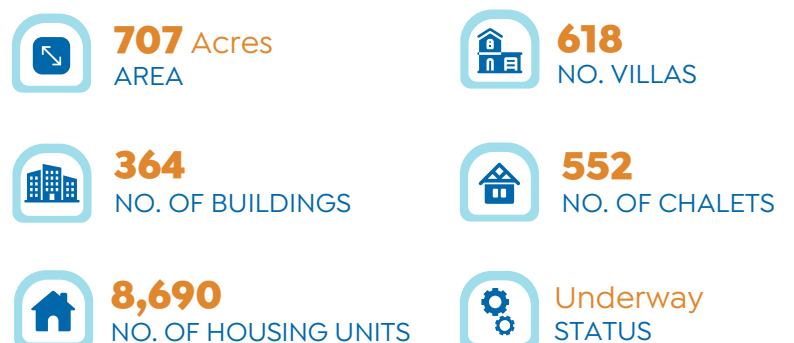 707 Acres
AREA
618
NO. VILLAS
364
NO. OF BUILDINGS
552
NO. OF CHALETS
8,690
NO. OF HOUSING UNITS
Underway
STATUS